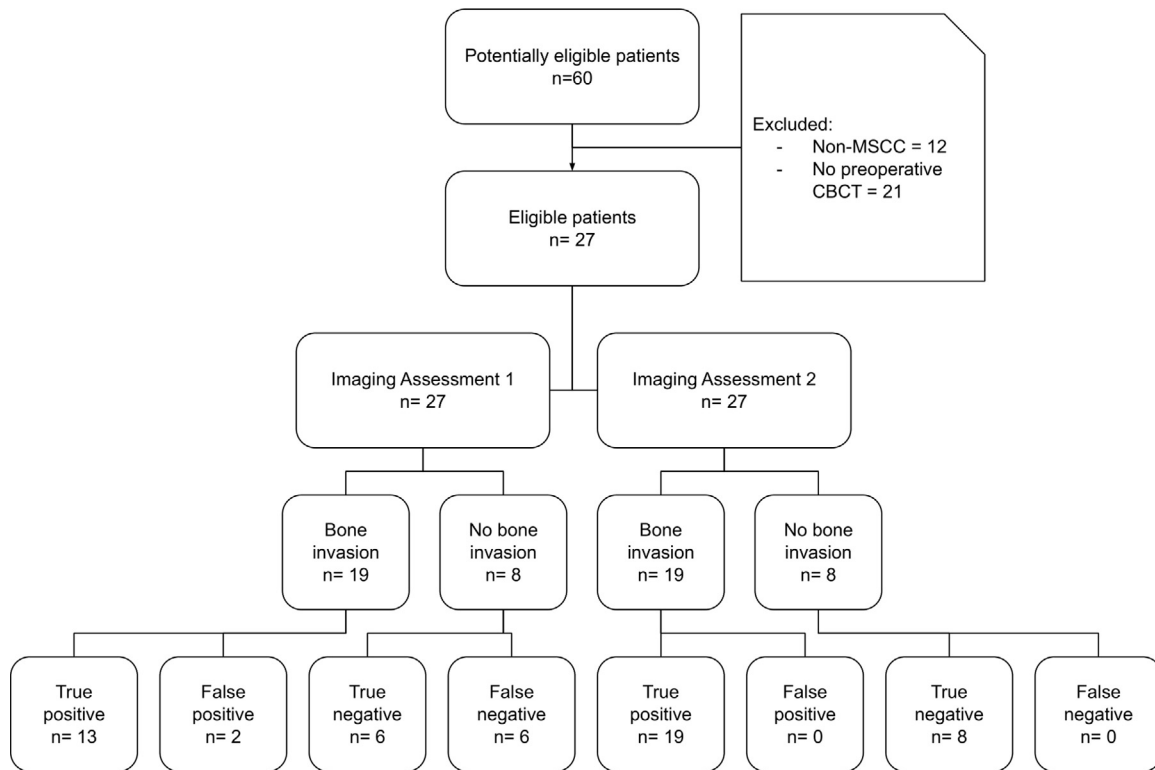 Potentially eligible patients
n=60
Excluded:
- Non-MSCC = 12
- No preoperative
CBCT = 21
Eligible patients
n= 27
Imaging Assessment 1
n= 27
Imaging Assessment 2
n= 27
Bone
invasion
n= 19
No bone
invasion
n= 8
Bone
invasion
n= 19
No bone
invasion
n= 8
True
positive
n= 13
False
positive
n= 2
True
negative
n= 6
False
negative
n= 6
True
positive
n= 19
False
positive
n= 0
True
negative
n= 8
False
negative
n= 0